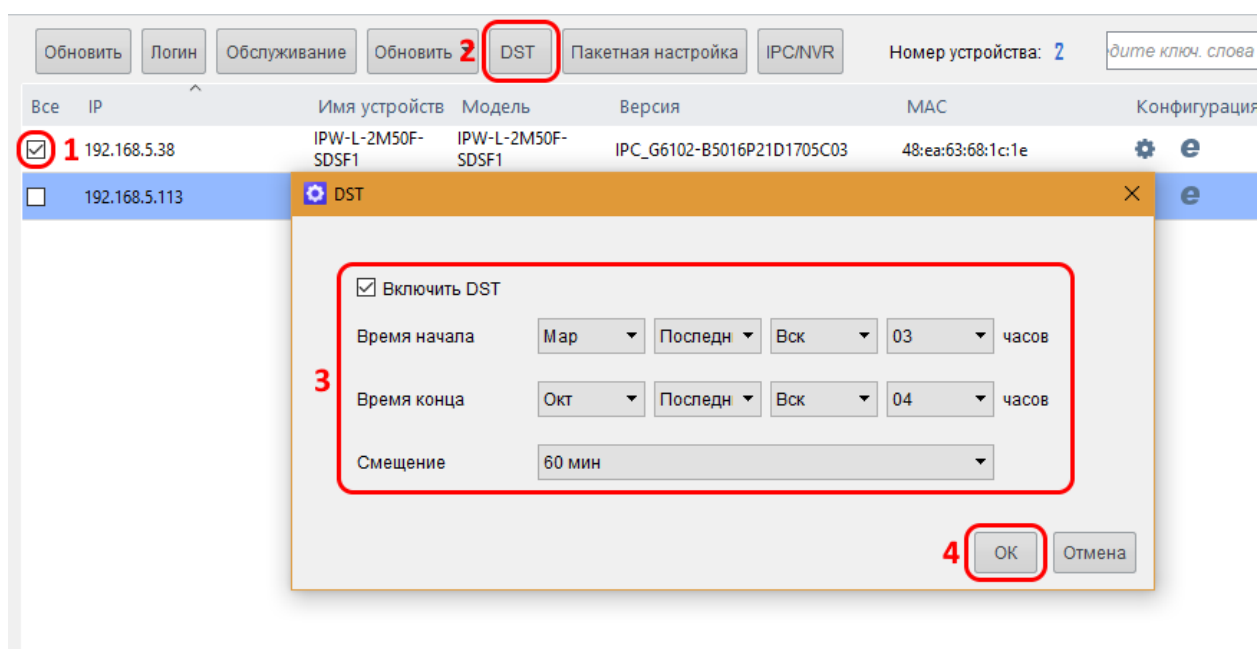 Обновить Логин Обслуживание Обновить 2 DST Пакетная настройка IPC/NVR Номер устройства: 2 дите ключ. слова
Все IP Имя устройств Модель Версия MAC Конфигурация
1 192.168.5.38 IPW-L-2M50F-SDSF1 IPW-L-2M50F-SDSF1 IPC_G6102-B5016P21D1705C03 48:ea:63:68:1c:1e
192.168.5.113
DST
Включить DST
Время начала Мар Последн Вск 03 часов
3
Время конца Окт Последн Вск 04 часов
Смещение 60 мин
4 OK Отмена